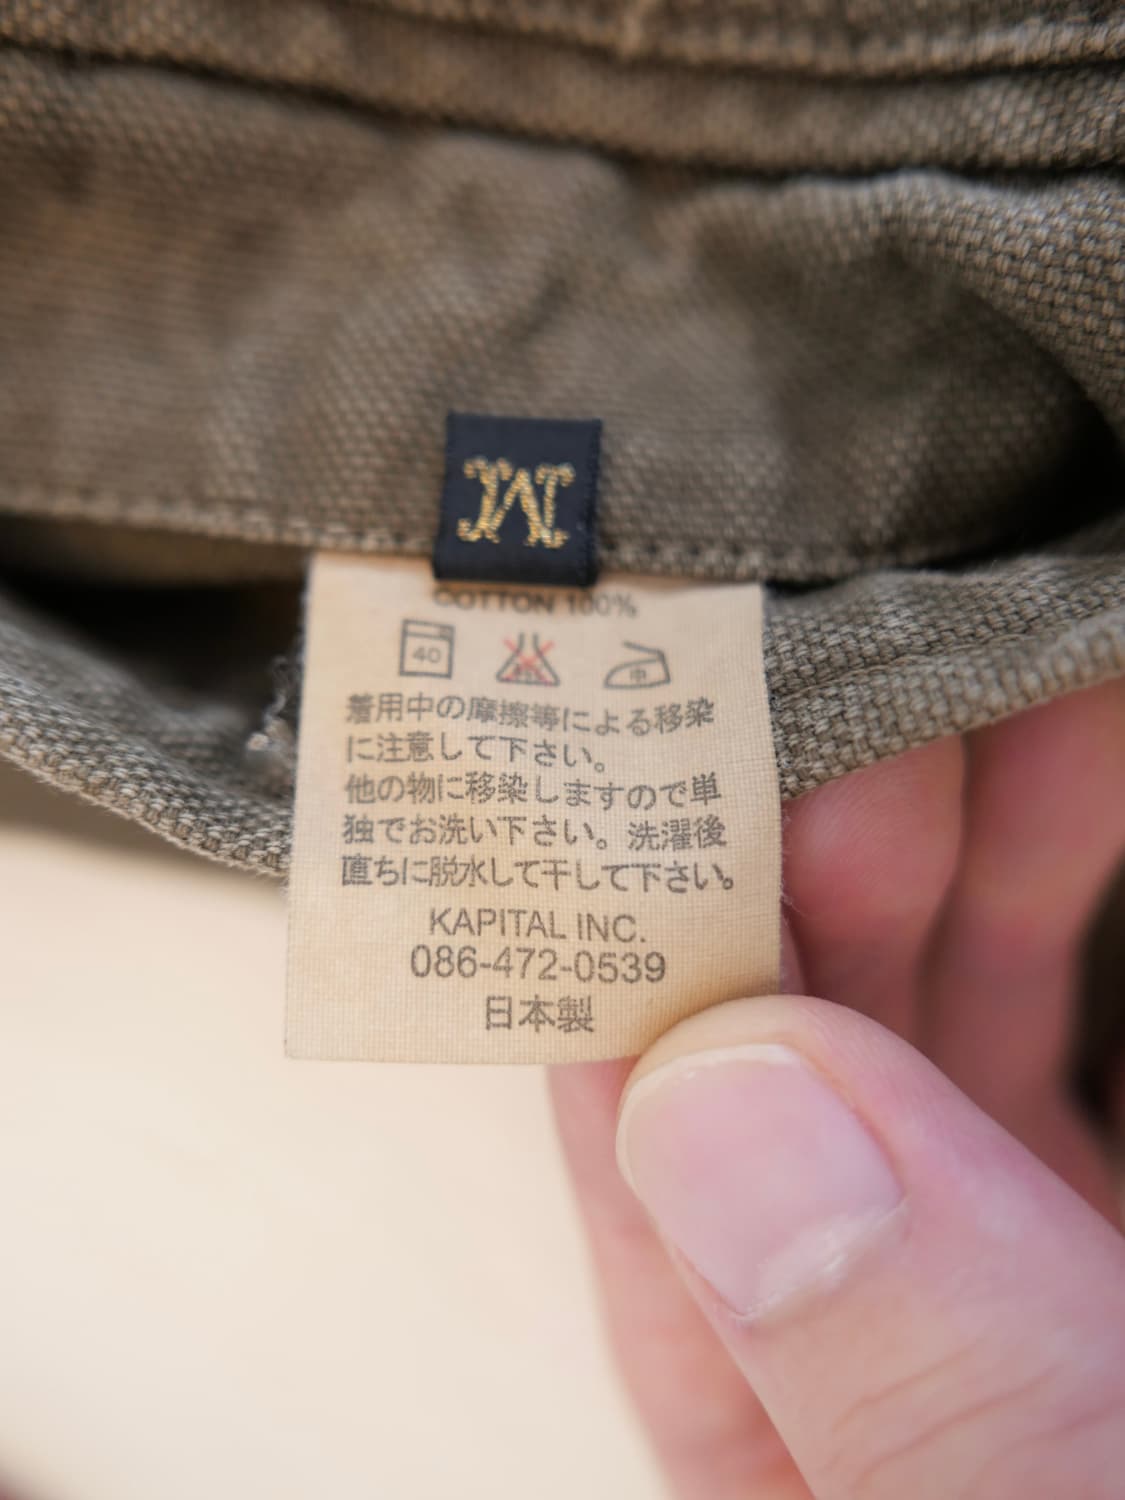 M
COTTON 100%
40
中
着用中の摩擦等による移染
に注意して下さい。
他の物に移染しますので単
独でお洗い下さい。洗濯後
直ちに脱水して干して下さい。
KAPITAL INC.
086-472-0539
日本製